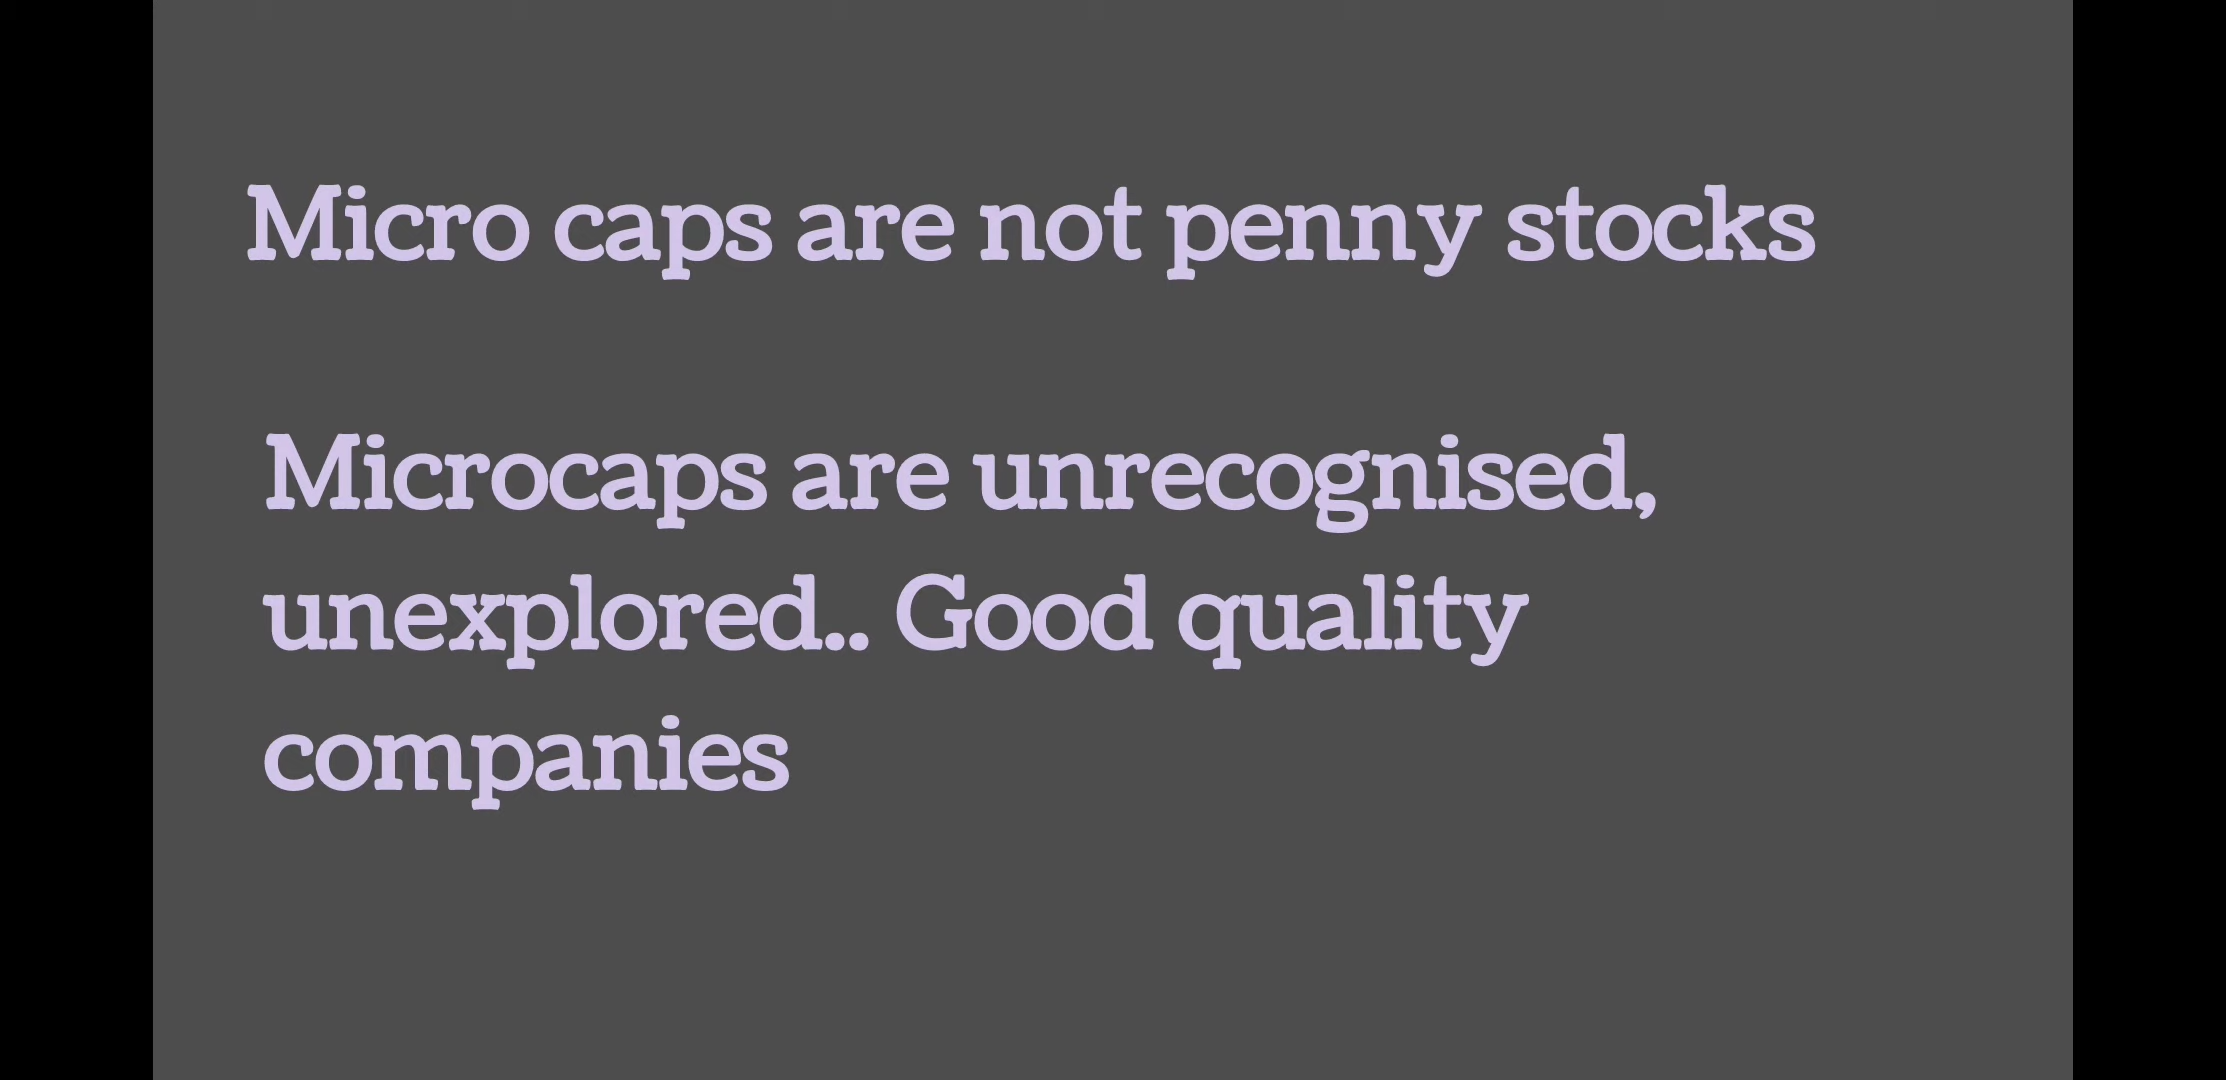 Micro caps are not penny stocks
Microcaps are unrecognised,
unexplored.. Good quality
companies